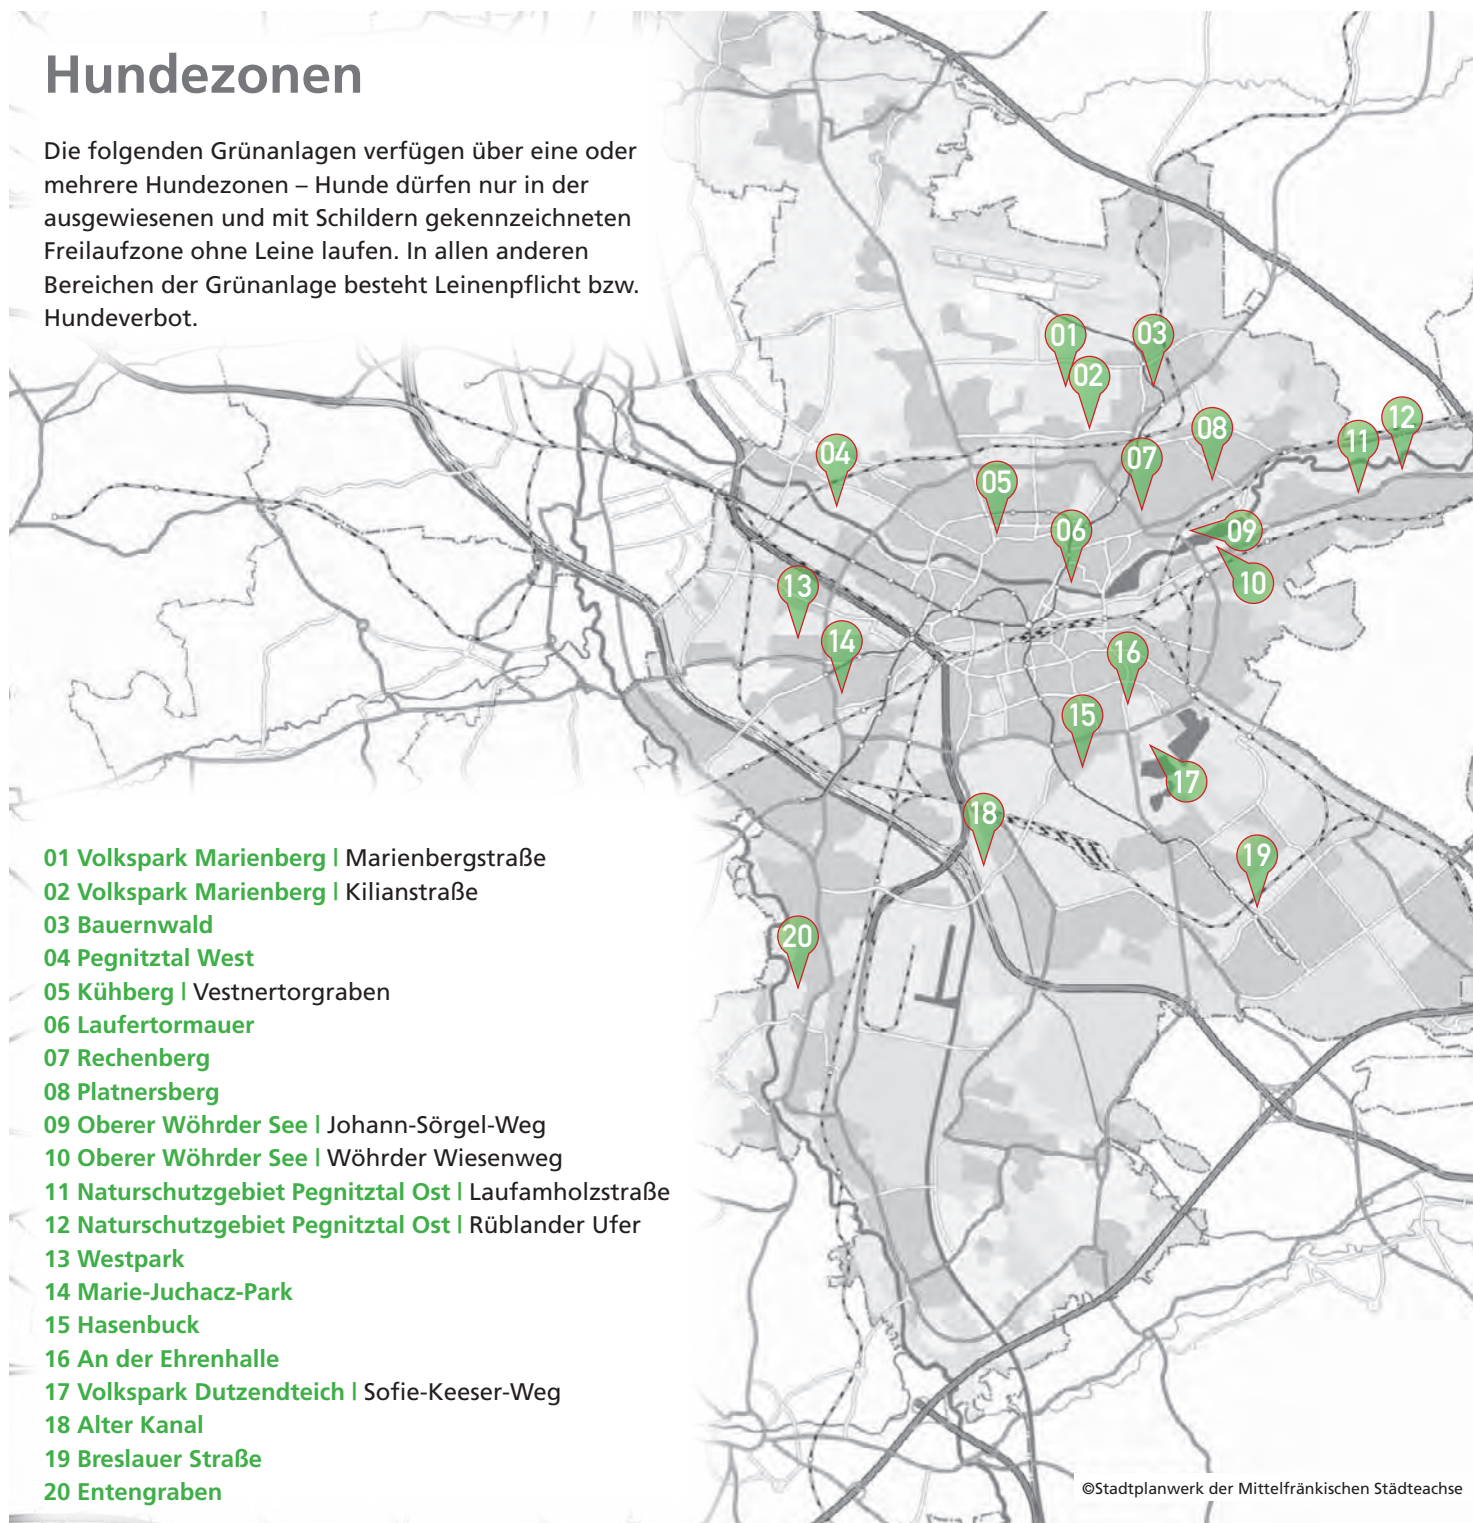 Hundezonen
Die folgenden Grünanlagen verfügen über eine oder
mehrere Hundezonen – Hunde dürfen nur in der
ausgewiesenen und mit Schildern gekennzeichneten
Freilaufzone ohne Leine laufen. In allen anderen
Bereichen der Grünanlage besteht Leinenpflicht bzw.
Hundeverbot.
01
03
02
12
08
11
04
07
05
06
09
10
13
14
16
15
17
18
19
20
01 Volkspark Marienberg | Marienbergstraße
02 Volkspark Marienberg | Kilianstraße
03 Bauernwald
04 Pegnitztal West
05 Kühberg | Vestnertorgraben
06 Laufertormauer
07 Rechenberg
08 Platnersberg
09 Oberer Wöhrder See | Johann-Sörgel-Weg
10 Oberer Wöhrder See | Wöhrder Wiesenweg
11 Naturschutzgebiet Pegnitztal Ost | Laufamholzstraße
12 Naturschutzgebiet Pegnitztal Ost | Rüblander Ufer
13 Westpark
14 Marie-Juchacz-Park
15 Hasenbuck
16 An der Ehrenhalle
17 Volkspark Dutzendteich | Sofie-Keeser-Weg
18 Alter Kanal
19 Breslauer Straße
20 Entengraben
©Stadtplanwerk der Mittelfränkischen Städteachse